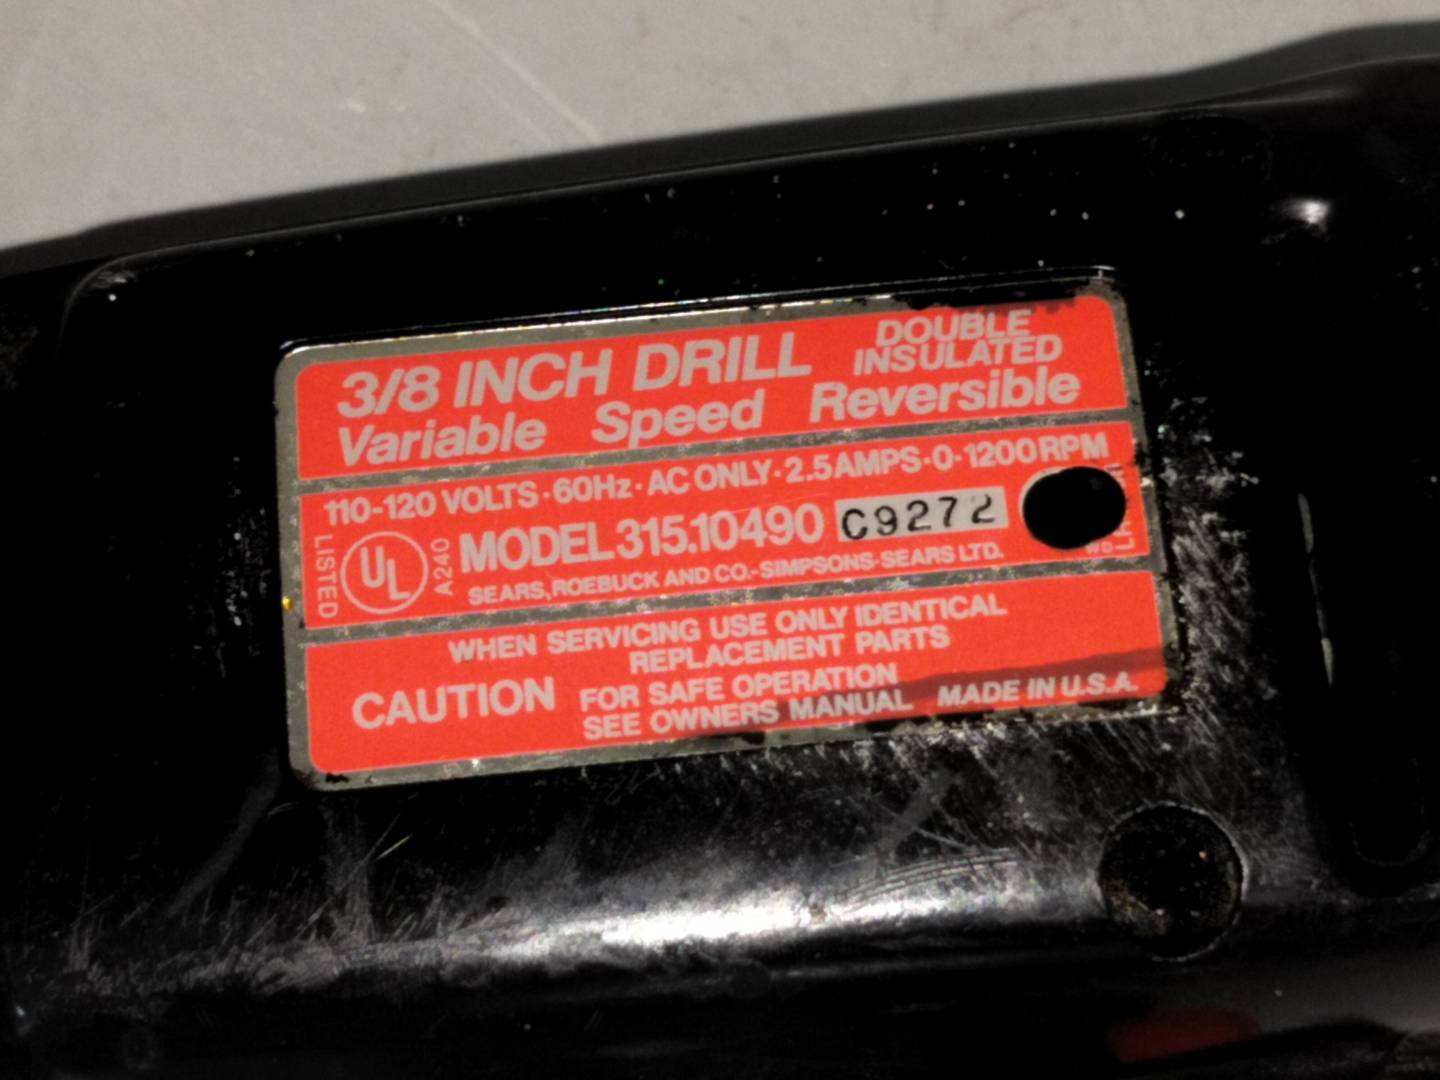 3/8 INCH DRILL DOUBLE INSULATED
Variable Speed Reversible
110-120 VOLTS · 60Hz · AC ONLY · 2.5 AMPS · 0-1200 RPM
LISTED UL A240 MODEL 315.10490 C9272
SEARS, ROEBUCK AND CO.-SIMPSONS-SEARS LTD.
WHEN SERVICING USE ONLY IDENTICAL
REPLACEMENT PARTS
CAUTION FOR SAFE OPERATION
SEE OWNERS MANUAL MADE IN U.S.A.